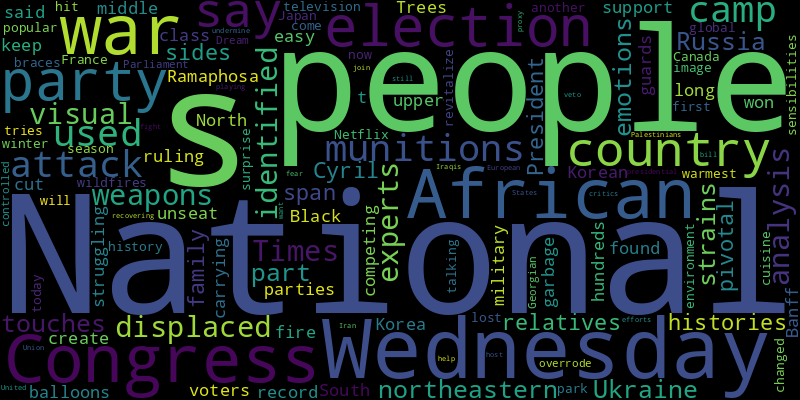 said
popular
keep
braces
France
tries
winter
hit
middle
class
Parliament
season
wildfires
cut
will
war
party
visual
used
attack
weapons
unseat
ruling
Ramaphosa
sides
say
Japan
Dream
undermine
North
surprise
playing
fight
identified
easy
television
come
election
people
s
join
now
still
t
upper
Netflix
Trees
another
proxy
support
revitalize
emotions
guards
camp
Russia
global
Canada
image
long
first
won
sensibilities
President
veto
country
Palestinians
bill
munitions
Cyril
fear
span
Black
experts
Iraqis
European
Korean
presidential
warmest
States
critics
African
National
analysis
controlled
struggling
history
recovering
family
carrying
Times
part
parties
want
competing
talking
military
Georgian
garbage
hundreds
found
environment
strains
pivotal
cuisine
Banff
today
touches
create
displaced
fire
Iran
Korea
lost
relatives
efforts
histories
changed
Congress
Union
United
balloons
voters
record
South
Wednesday
help
host
overrode
northeastern
park
Ukraine